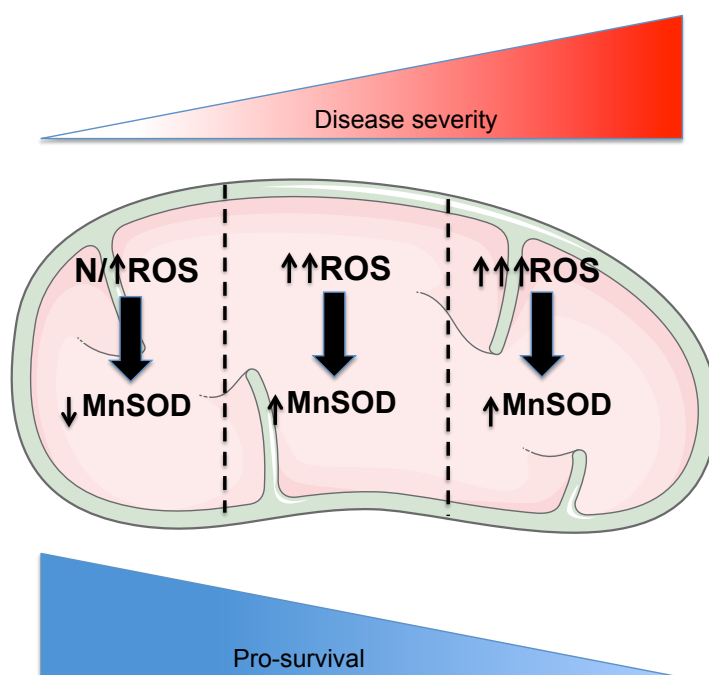 Disease severity
N/↑ROS ↑↑ROS ↑↑↑ROS
↓MnSOD ↑MnSOD ↑MnSOD
Pro-survival